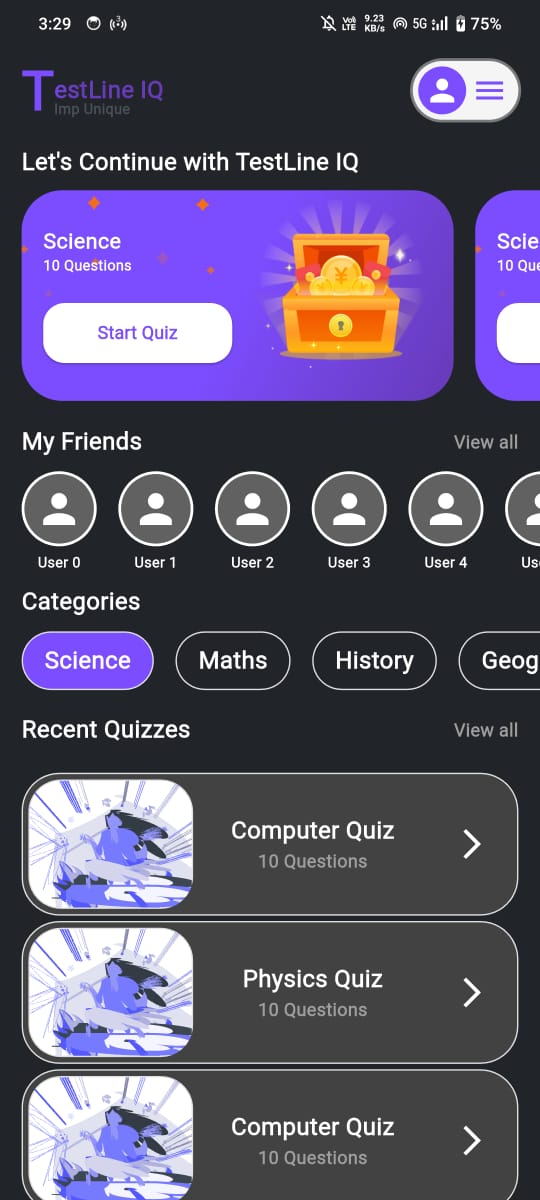 3:29 3 Vo) LTE 9.23 KB/s 5G 75%
TestLine IQ
Imp Unique
Let's Continue with TestLine IQ
Science
10 Questions
Start Quiz
¥
Scie
10 Que
My Friends View all
User 0 User 1 User 2 User 3 User 4 Us
Categories
Science Maths History Geog
Recent Quizzes View all
Computer Quiz
10 Questions
Physics Quiz
10 Questions
Computer Quiz
10 Questions